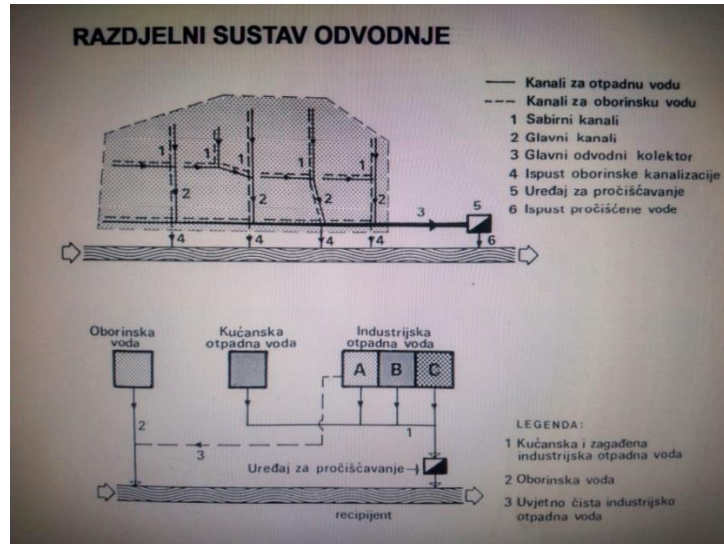 RAZDJELNI SUSTAV ODVODNJE
Kanali za otpadnu vodu
Kanali za oborinsku vodu
1 Sabirni kanali
2 Glavni kanali
3 Glavni odvodni kolektor
4 Ispust oborinske kanalizacije
5 Uređaj za pročišćavanje
6 Ispust pročišćene vode
1 1 1 1 1
2 2 2 2
3 5
4 4 4 4 6
Oborinska voda
Kućanska otpadna voda
Industrijska otpadna voda
A B C
2
1
3
Uređaj za pročišćavanje
recipijent
LEGENDA:
1 Kućanska i zagađena
industrijska otpadna voda
2 Oborinska voda
3 Uvjetno čista industrijsko
otpadna voda